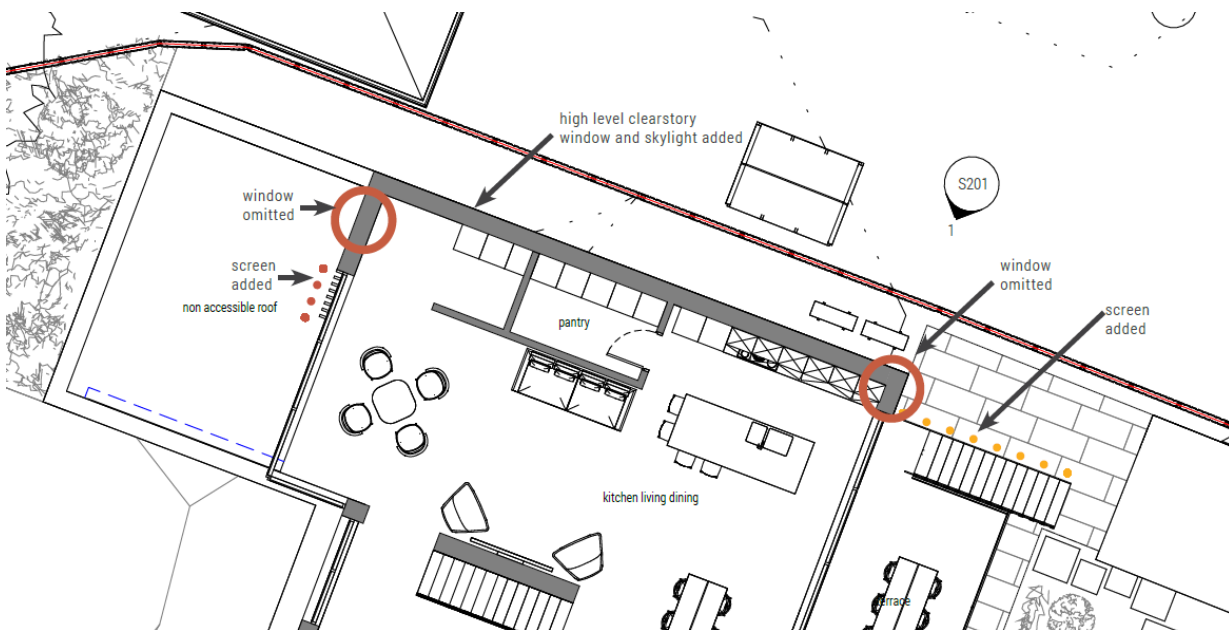 high level clearstory
window and skylight added
S201
1
window
omitted
window
omitted
screen
added
screen
added
non accessible roof
pantry
kitchen living dining
terrace